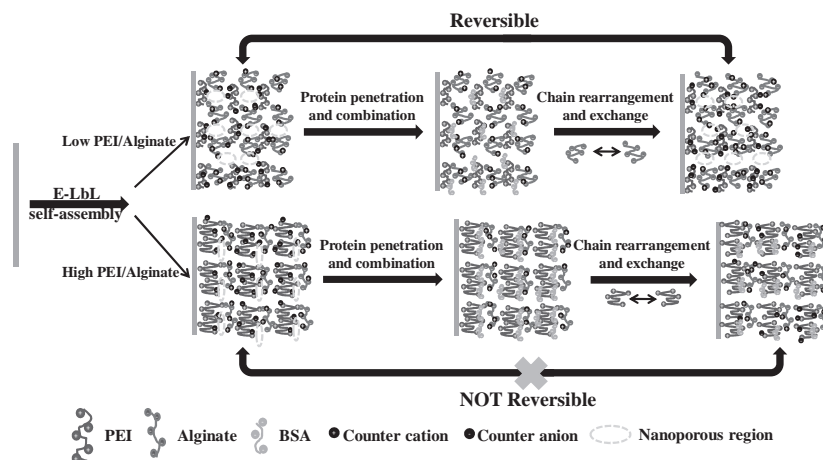 Reversible
Protein penetration
and combination
Chain rearrangement
and exchange
Low PEI/Alginate
E-LbL
self-assembly
High PEI/Alginate
Protein penetration
and combination
Chain rearrangement
and exchange
NOT Reversible
PEI
Alginate
BSA
Counter cation
Counter anion
Nanoporous region